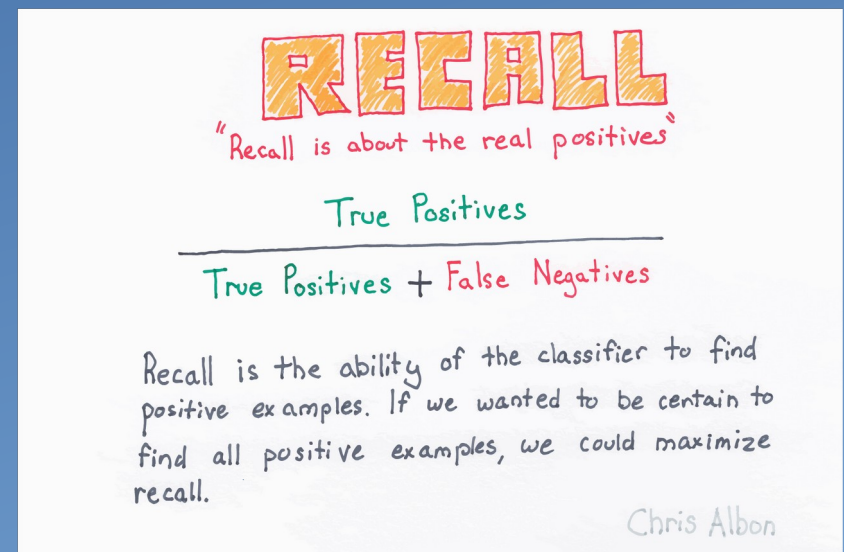 RECALL
"Recall is about the real positives"
True Positives
True Positives + False Negatives
Recall is the ability of the classifier to find
positive examples. If we wanted to be certain to
find all positive examples, we could maximize
recall.
Chris Albon